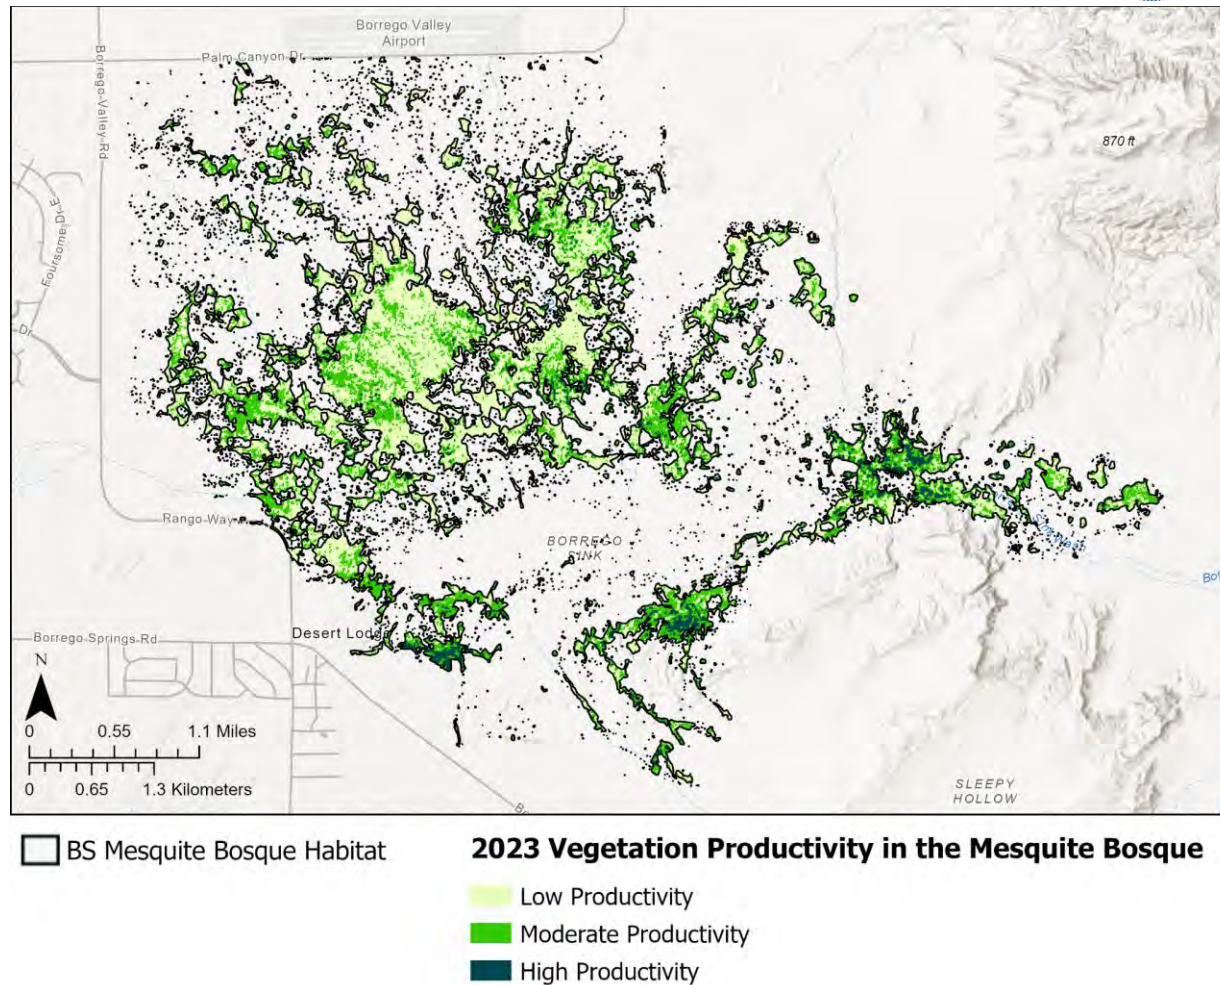 Borrego Valley
Airport
Palm Canyon Dr
Borrego-Valley-Rd
870 ft
Foursome Dr E
Dr
Rango Way
BORREGO
SINK
Borrego Springs Rd
Desert Lodge
N
0 0.55 1.1 Miles
0 0.65 1.3 Kilometers
SLEEPY
HOLLOW
BS Mesquite Bosque Habitat
2023 Vegetation Productivity in the Mesquite Bosque
Low Productivity
Moderate Productivity
High Productivity